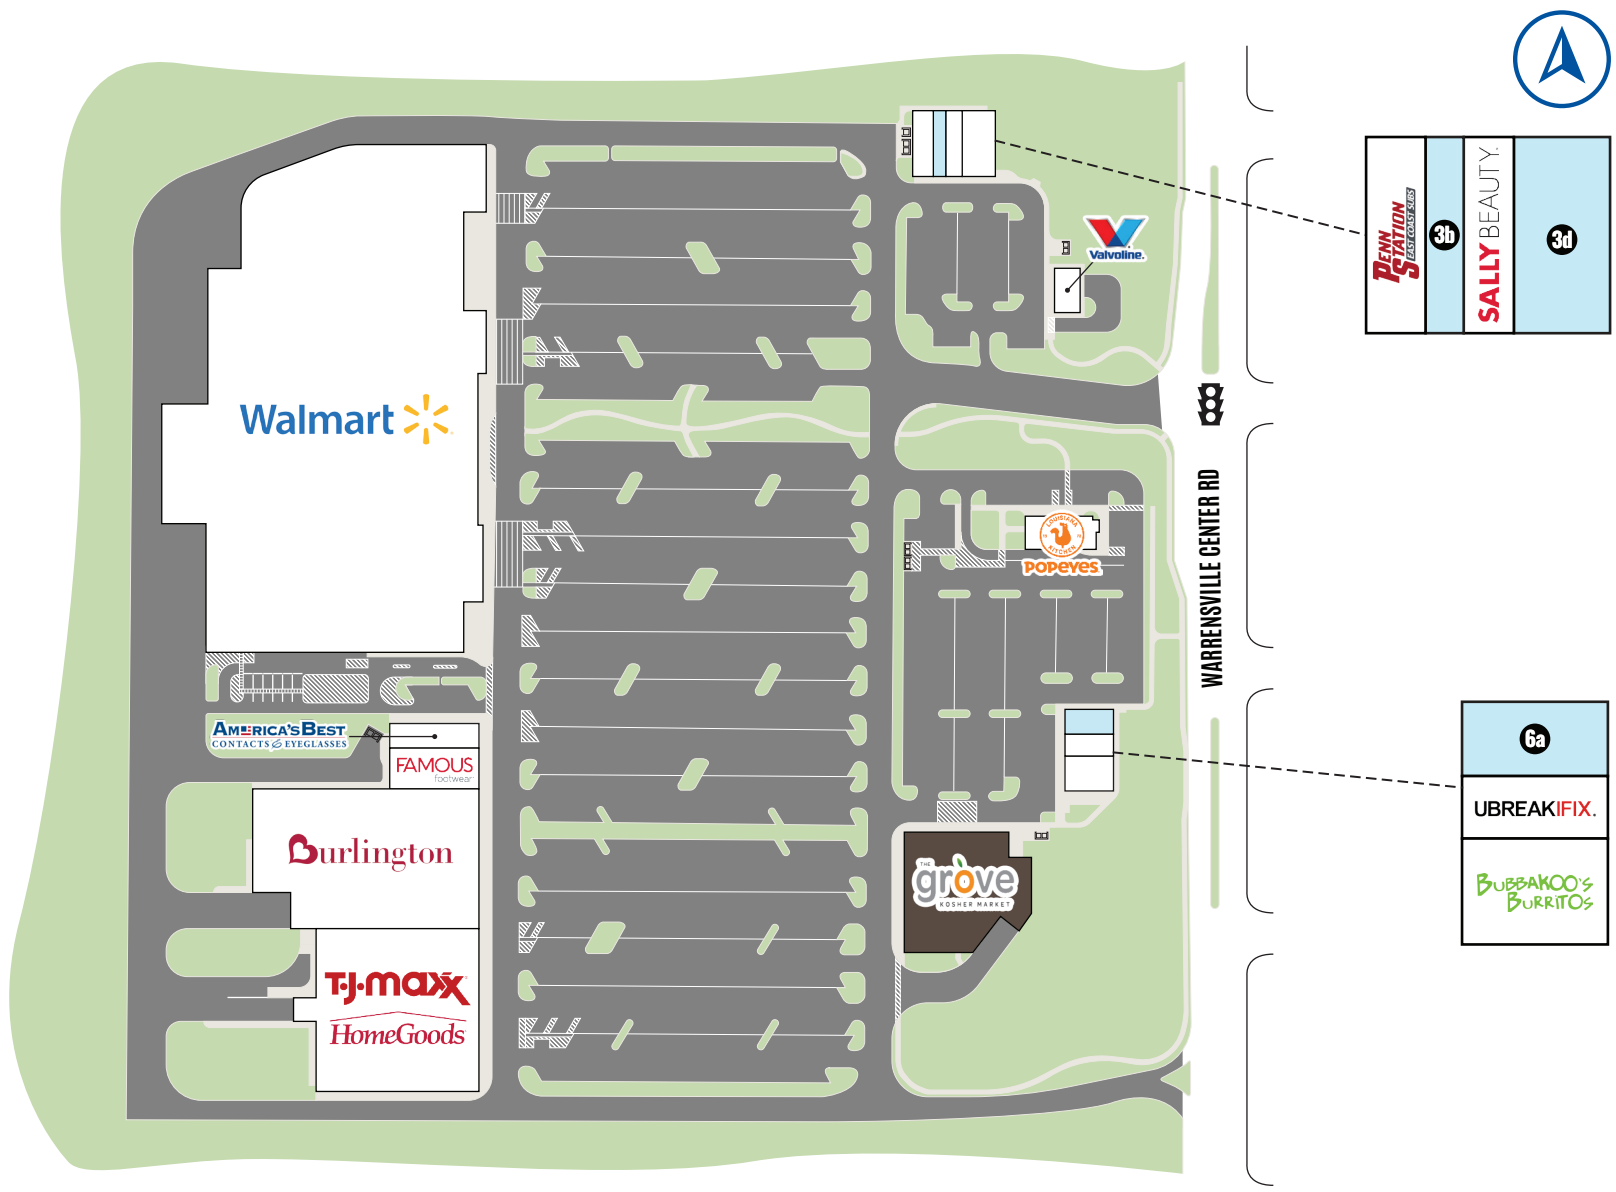 PENN
STATION
EAST COAST SUBS
3b
SALLY BEAUTY.
3d
Valvoline.
Walmart
WARRENSVILLE CENTER RD
LOUISIANA
KITCHEN
POPEYES
AMERICA'S BEST
CONTACTS & EYEGLASSES
FAMOUS
footwear
6a
UBREAKIFIX.
Burlington
THE
grove
KOSHER MARKET
BUBBAKOO'S
BURRITOS
T·J·maxx
HomeGoods